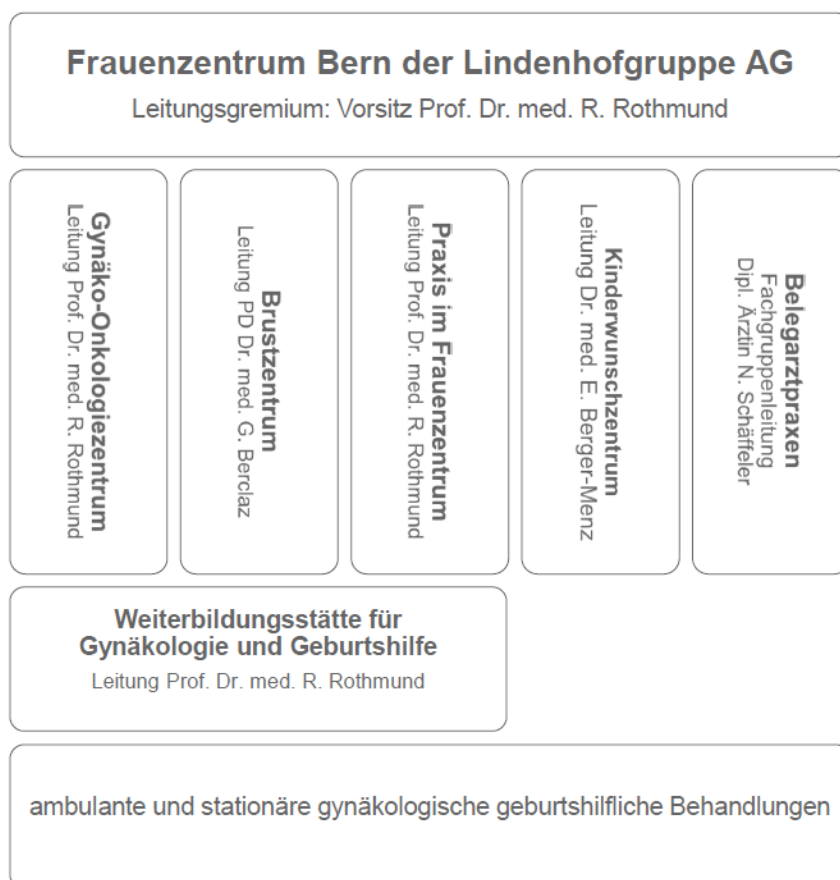 Frauenzentrum Bern der Lindenhofgruppe AG
Leitungsgremium: Vorsitz Prof. Dr. med. R. Rothmund
Gynäko-Onkologiezentrum
Leitung Prof. Dr. med. R. Rothmund
Brustzentrum
Leitung PD Dr. med. G. Berclaz
Praxis im Frauenzentrum
Leitung Prof. Dr. med. R. Rothmund
Kinderwunschzentrum
Leitung Dr. med. E. Berger-Menz
Belegarztpraxen
Fachgruppenleitung
Dipl. Ärztin N. Schäffeler
Weiterbildungsstätte für
Gynäkologie und Geburtshilfe
Leitung Prof. Dr. med. R. Rothmund
ambulante und stationäre gynäkologische geburtshilfliche Behandlungen